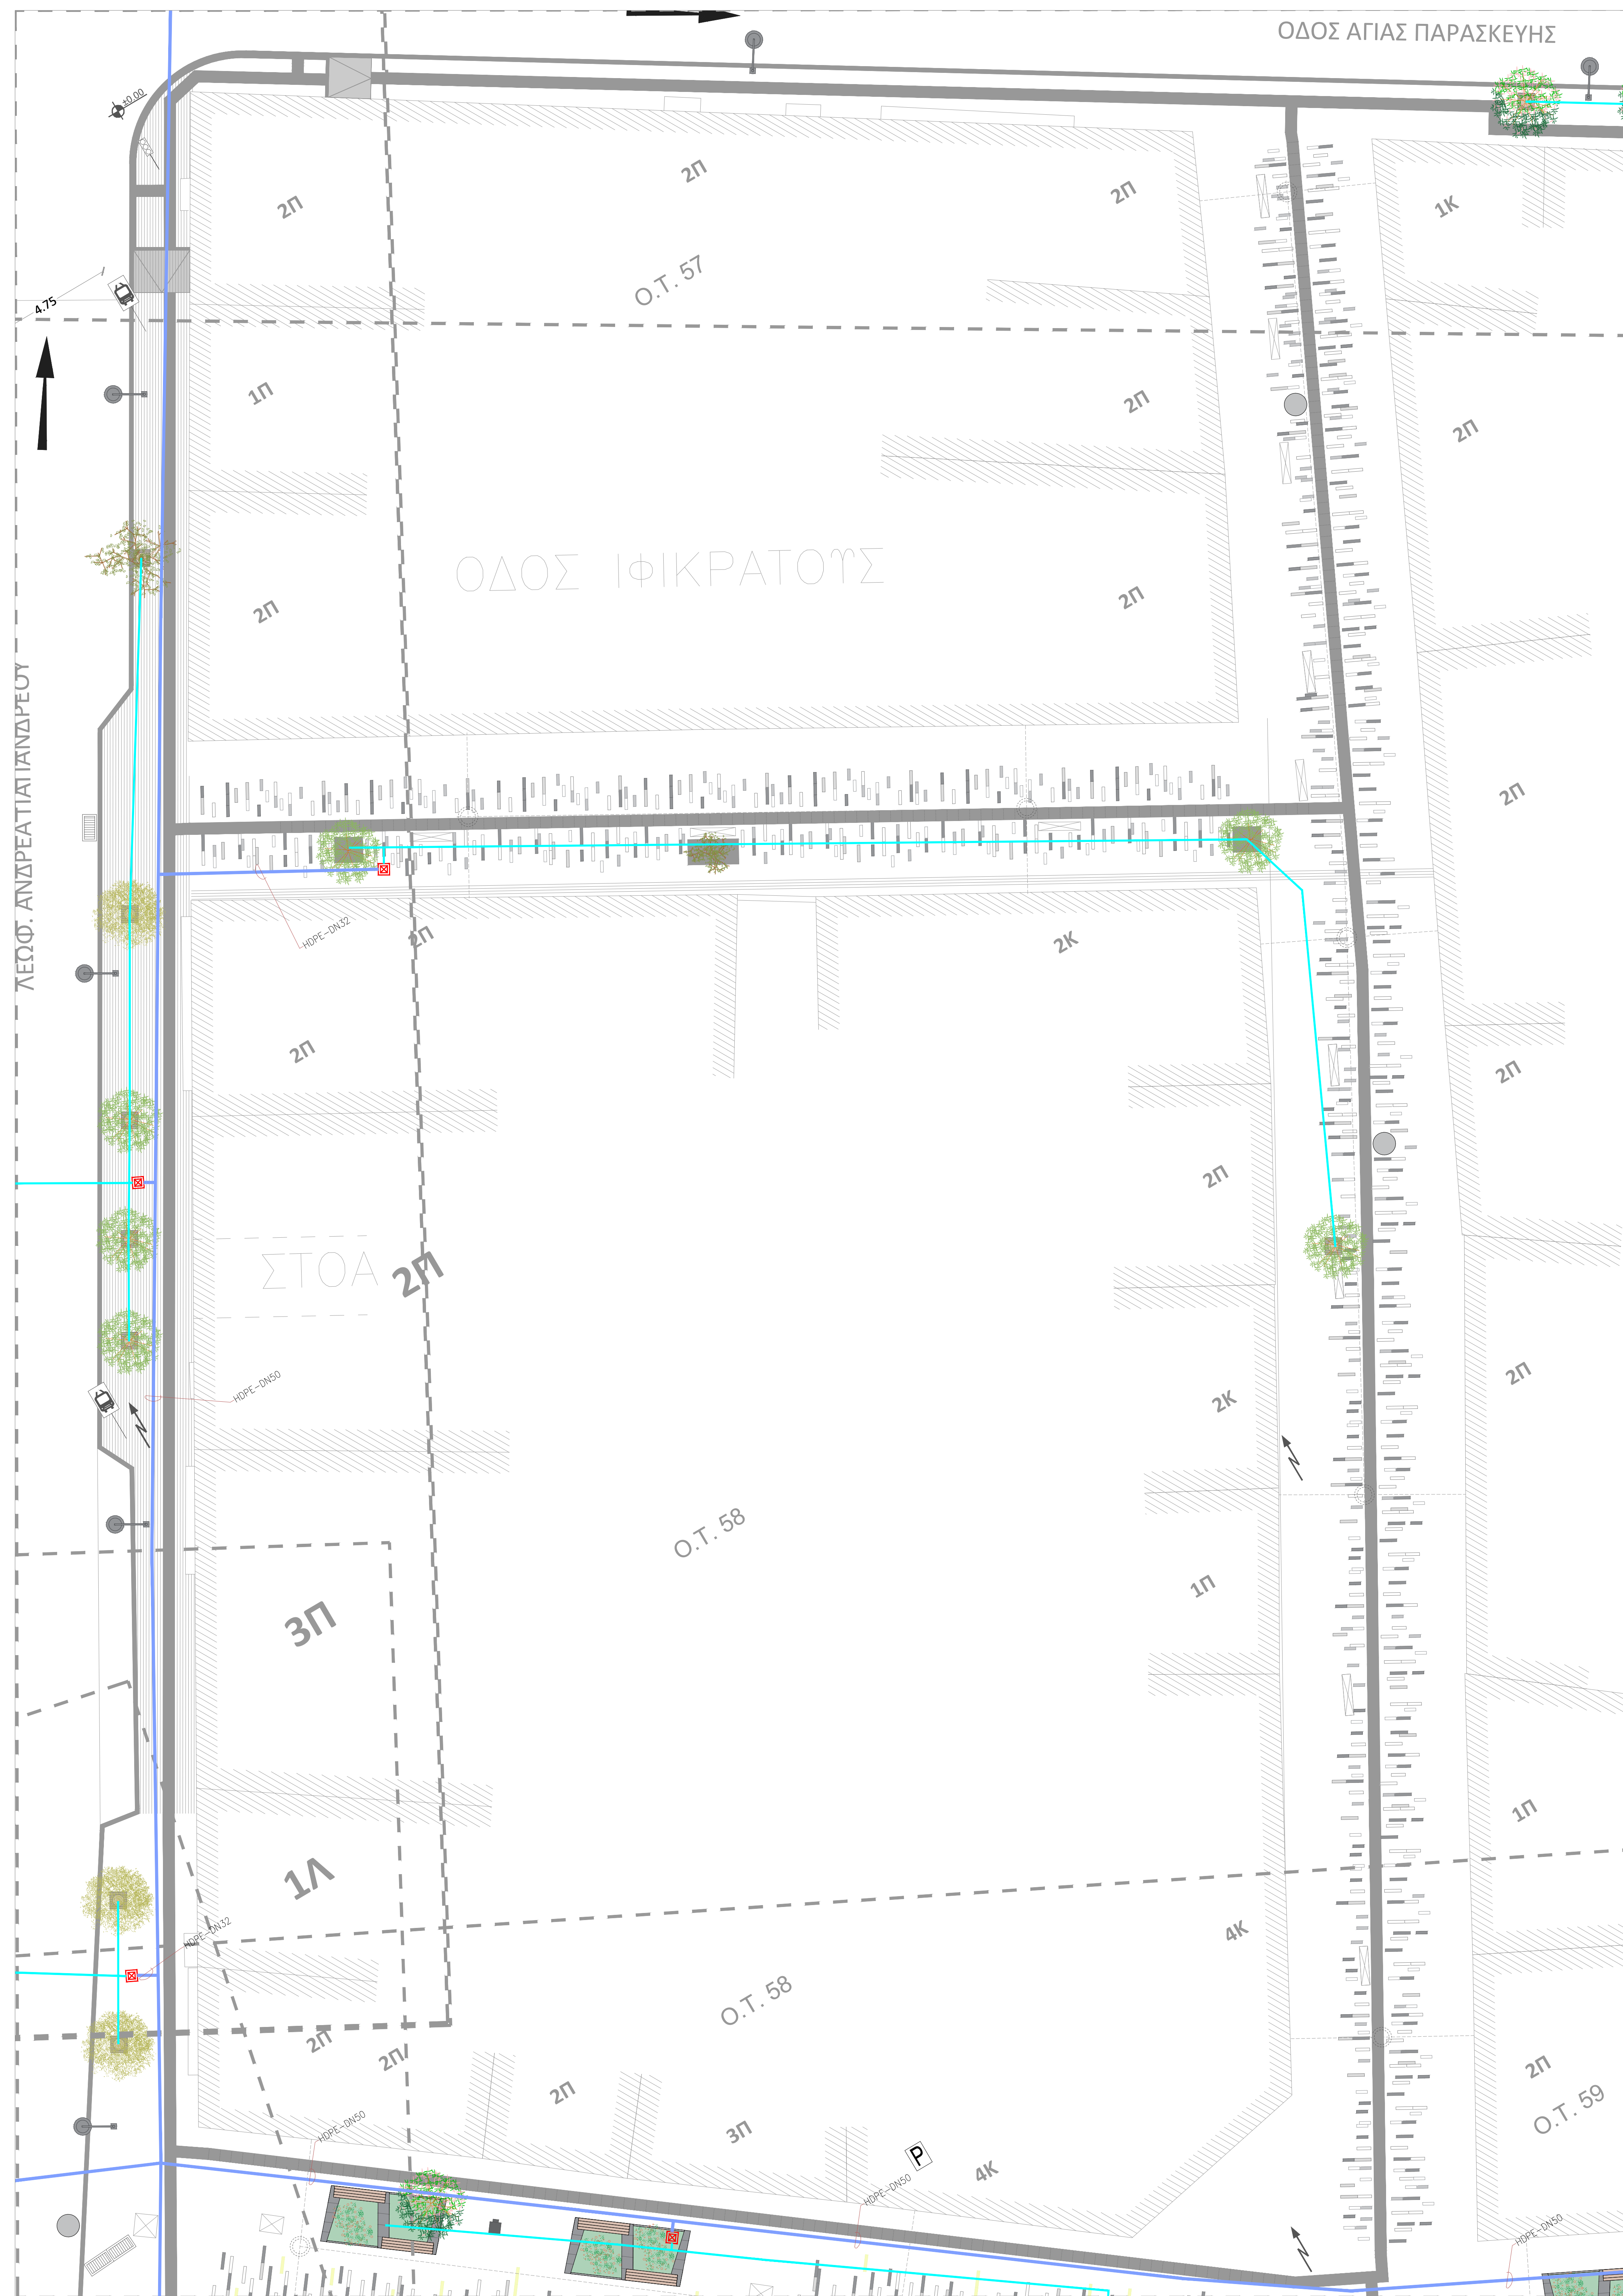 ΟΔΟΣ ΑΓΙΑΣ ΠΑΡΑΣΚΕΥΗΣ
±0.00
2Π
2Π
2Π
1Κ
Ο.Τ. 57
4.75
1Π
2Π
2Π
ΟΔΟΣ ΙΦΙΚΡΑΤΟΥΣ
2Π
2Π
ΛΕΩΦ. ΑΝΔΡΕΑ ΠΑΠΑΝΔΡΕΟΥ
2Π
HDPE-DN32
2Π
2Κ
2Π
2Π
2Π
ΣΤΟΑ
2Π
HDPE-DN50
2Κ
2Π
Ο.Τ. 58
1Π
3Π
1Π
1Λ
HDPE-DN32
4Κ
Ο.Τ. 58
2Π
2Π
2Π
2Π
Ο.Τ. 59
3Π
HDPE-DN50
P
4Κ
HDPE-DN50
HDPE-DN50